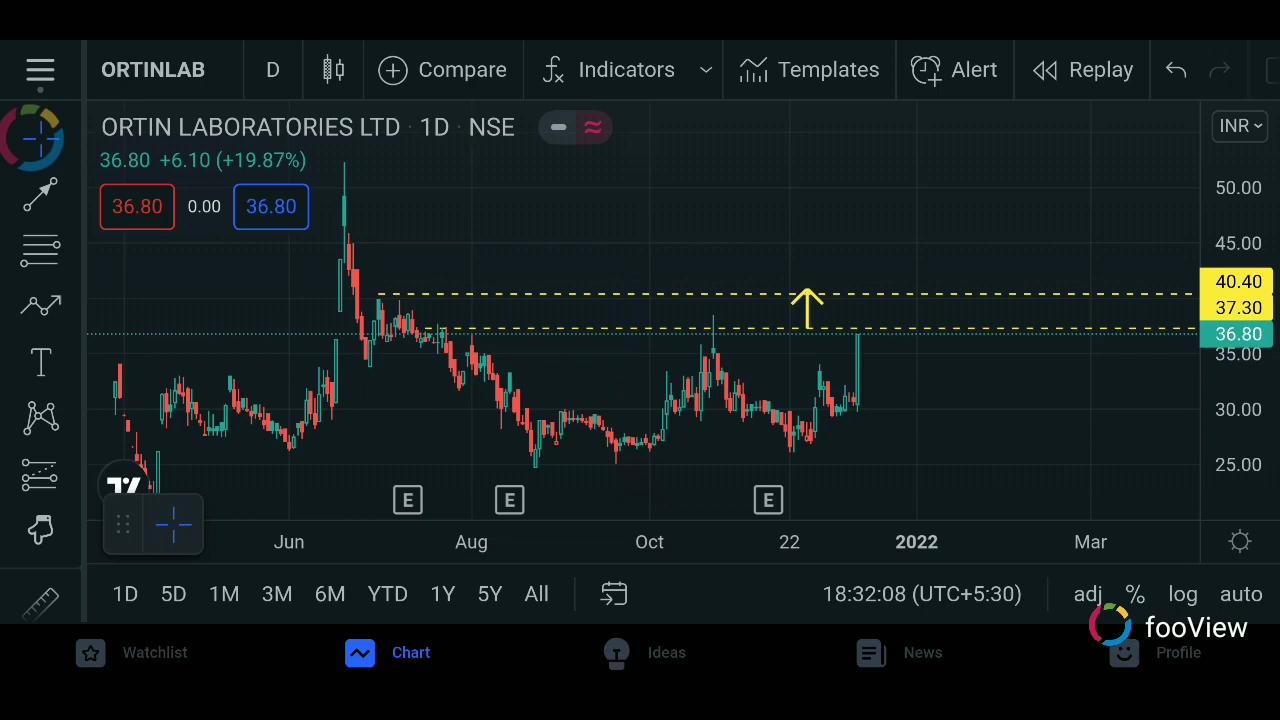 ORTINLAB D Compare Indicators Templates Alert Replay
ORTIN LABORATORIES LTD · 1D · NSE INR
36.80 +6.10 (+19.87%)
36.80 0.00 36.80
50.00
45.00
40.40
37.30
36.80
35.00
30.00
25.00
E E E
Jun Aug Oct 22 2022 Mar
1D 5D 1M 3M 6M YTD 1Y 5Y All 18:32:08 (UTC+5:30) adj % log auto
fooView
Watchlist Chart Ideas News Profile